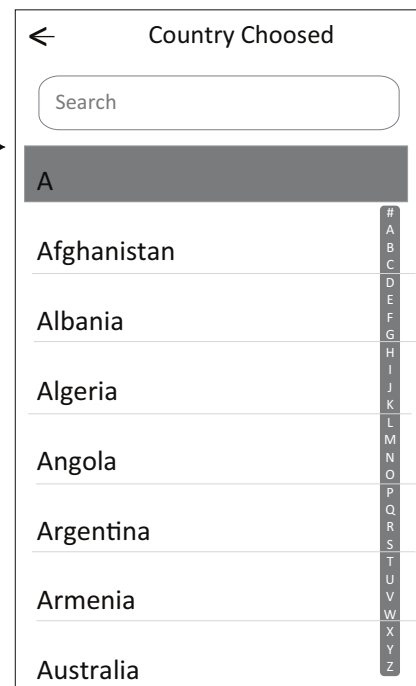 Country Choosed
Search
A
Afghanistan
Albania
Algeria
Angola
Argentina
Armenia
Australia
#
A
B
C
D
E
F
G
H
I
J
K
L
M
N
O
P
Q
R
S
T
U
V
W
X
Y
Z